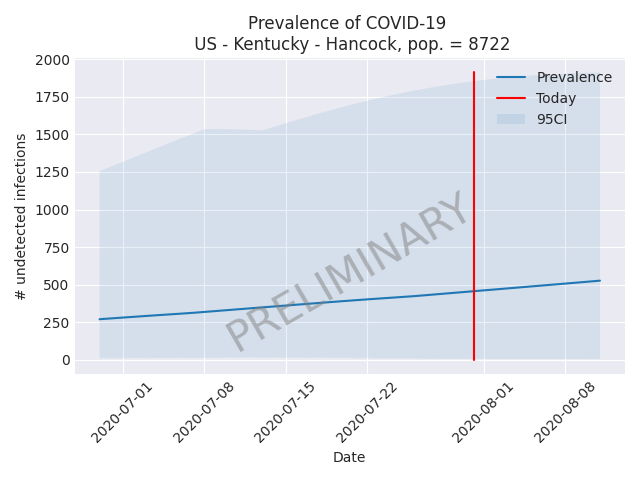 Prevalence of COVID-19
US - Kentucky - Hancock, pop. = 8722
2000
1750
1500
1250
1000
750
500
250
0
# undetected infections
Prevalence
Today
95CI
PRELIMINARY
2020-07-01
2020-07-08
2020-07-15
2020-07-22
2020-08-01
2020-08-08
Date